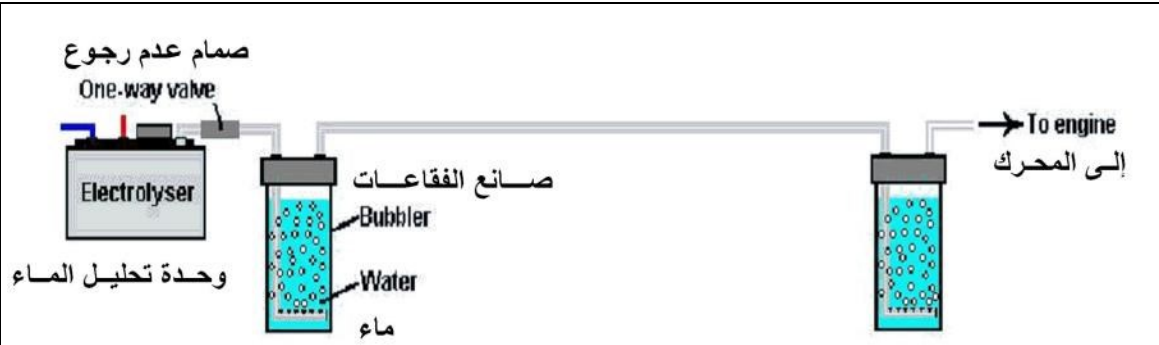 صمام عدم رجوع
One-way valve
To engine
إلى المحرك
Electrolyser
صانع الفقاعات
Bubbler
وحدة تحليل الماء
Water
ماء